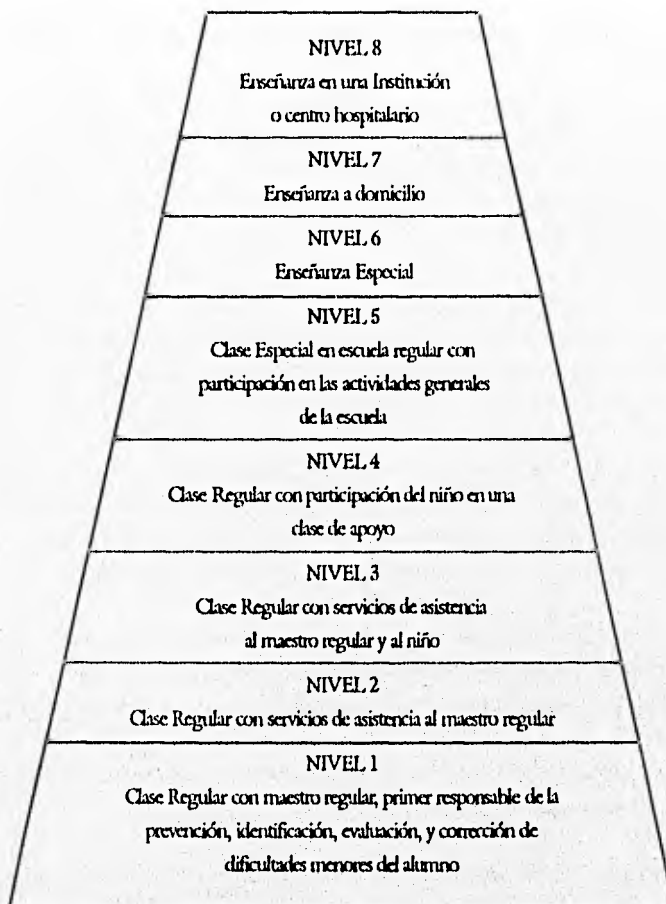 NIVEL 8
Enseñanza en una Institución
o centro hospitalario
NIVEL 7
Enseñanza a domicilio
NIVEL 6
Enseñanza Especial
NIVEL 5
Clase Especial en escuela regular con
participación en las actividades generales
de la escuela
NIVEL 4
Clase Regular con participación del niño en una
clase de apoyo
NIVEL 3
Clase Regular con servicios de asistencia
al maestro regular y al niño
NIVEL 2
Clase Regular con servicios de asistencia al maestro regular
NIVEL 1
Clase Regular con maestro regular, primer responsable de la
prevención, identificación, evaluación, y corrección de
dificultades menores del alumno